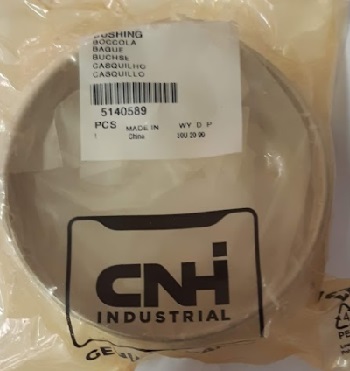 BUSHING
BOCCOLA
BAGUE
BUCHSE
CASQUILHO
CASQUILLO
5140589
PCS MADE IN WY D P
1 China
CNH
INDUSTRIAL